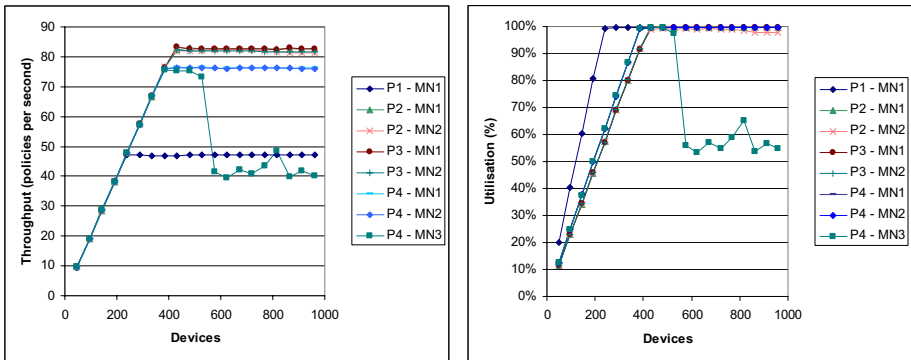 Throughput (policies per second)
90
80
70
60
50
40
30
20
10
0
0 200 400 600 800 1000
Devices
P1 - MN1
P2 - MN1
P2 - MN2
P3 - MN1
P3 - MN2
P4 - MN1
P4 - MN2
P4 - MN3
Utilisation (%)
100%
90%
80%
70%
60%
50%
40%
30%
20%
10%
0%
0 200 400 600 800 1000
Devices
P1 - MN1
P2 - MN1
P2 - MN2
P3 - MN1
P3 - MN2
P4 - MN1
P4 - MN2
P4 - MN3